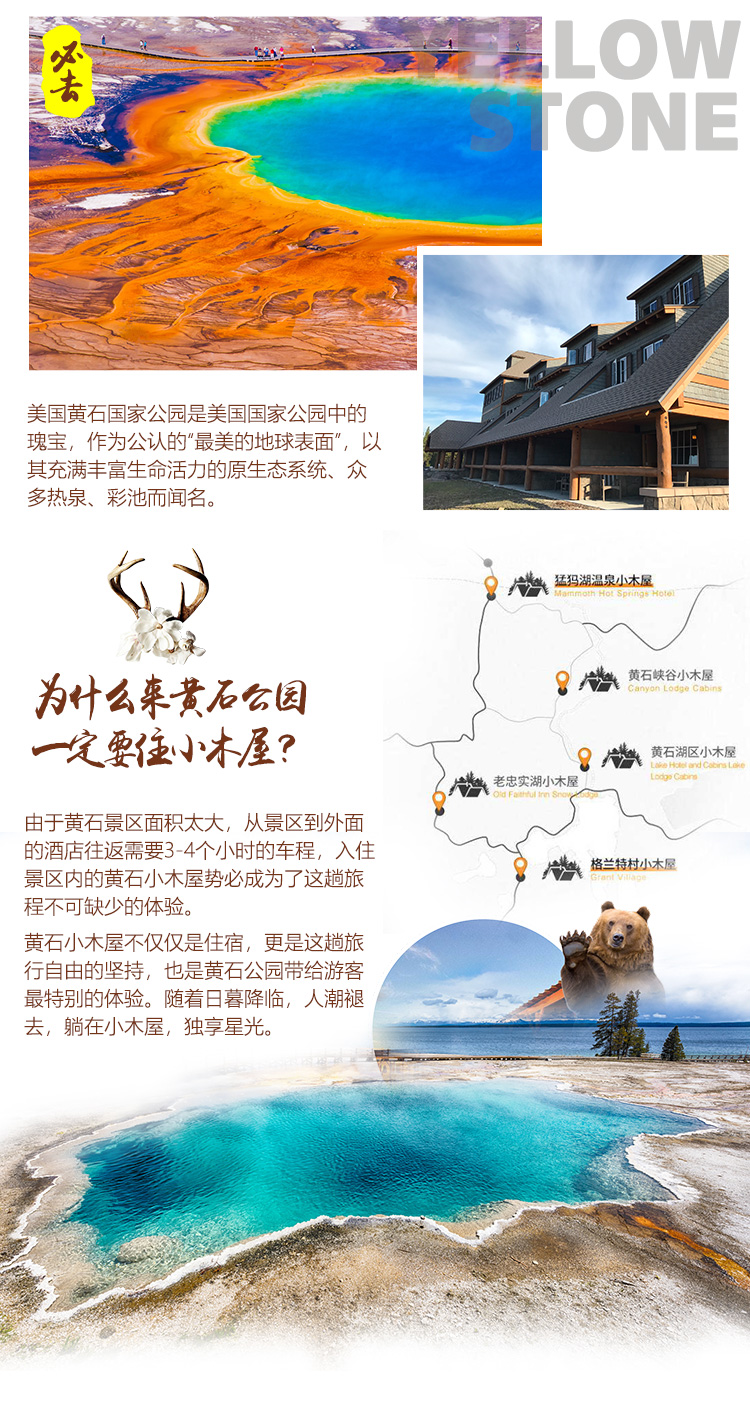 必去
YELLOW
STONE
美国黄石国家公园是美国国家公园中的
瑰宝，作为公认的“最美的地球表面”，以
其充满丰富生命活力的原生态系统、众
多热泉、彩池而闻名。
为什么来黄石公园
一定要住小木屋？
猛犸湖温泉小木屋
Mammoth Hot Springs Hotel
黄石峡谷小木屋
Canyon Lodge Cabins
黄石湖区小木屋
Lake Hotel and Cabins Lake
Lodge Cabins
老忠实湖小木屋
Old Faithful Inn Snow Lodge
格兰特村小木屋
Grant Village
由于黄石景区面积太大，从景区到外面
的酒店往返需要3-4个小时的车程，入住
景区内的黄石小木屋势必成为了这趟旅
程不可缺少的体验。
黄石小木屋不仅仅是住宿，更是这趟旅
行自由的坚持，也是黄石公园带给游客
最特别的体验。随着日暮降临，人潮褪
去，躺在小木屋，独享星光。